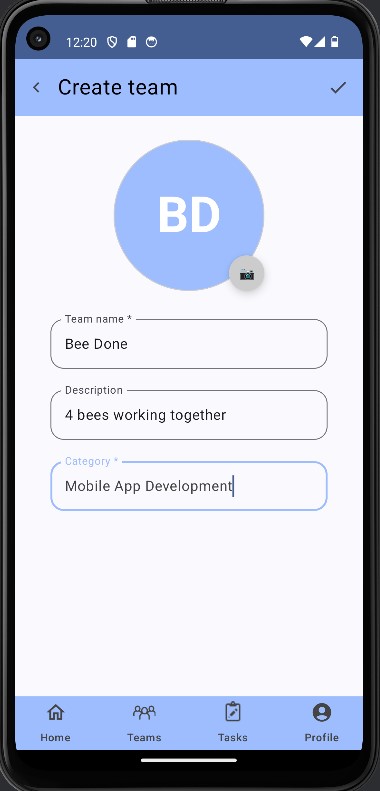 12:20
Create team
BD
Team name *
Bee Done
Description
4 bees working together
Category *
Mobile App Development
Home
Teams
Tasks
Profile